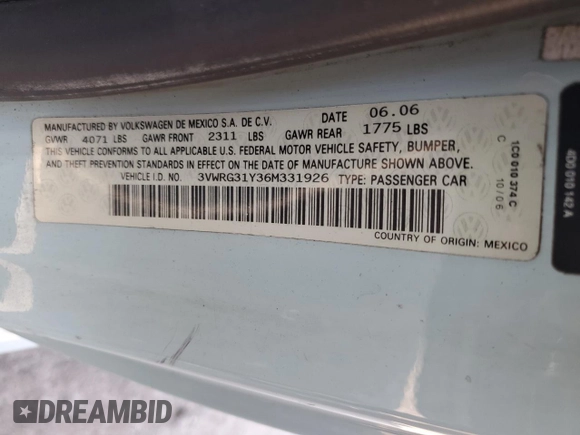 MANUFACTURED BY VOLKSWAGEN DE MEXICO S.A. DE C.V. DATE 06.06
GVWR 4071 LBS GAWR FRONT 2311 LBS GAWR REAR 1775 LBS
THIS VEHICLE CONFORMS TO ALL APPLICABLE U.S. FEDERAL MOTOR VEHICLE SAFETY, BUMPER,
AND THEFT PREVENTION STANDARDS IN EFFECT ON THE DATE OF MANUFACTURE SHOWN ABOVE.
VEHICLE I.D. NO. 3VWRG31Y36M331926 TYPE: PASSENGER CAR
COUNTRY OF ORIGIN: MEXICO
1C0 010 374 C
C 10/06
4D0 010 142 A
DREAMBID